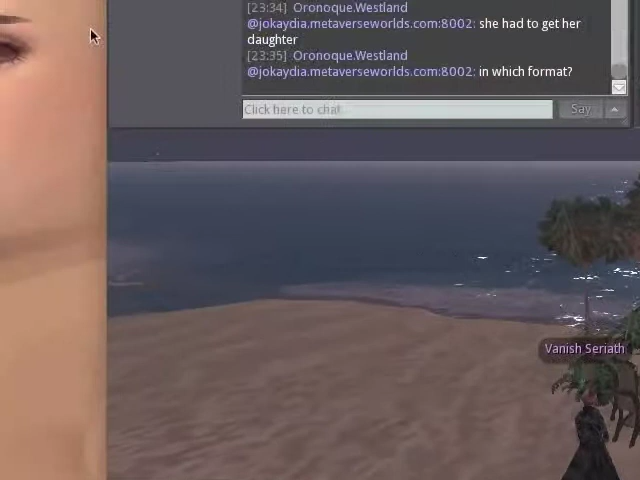 [23:34] Oronoque.Westland
@jokaydia.metaverseworlds.com:8002: she had to get her
daughter
[23:35] Oronoque.Westland
@jokaydia.metaverseworlds.com:8002: in which format?
Click here to chat
Say
Vanish Seriath